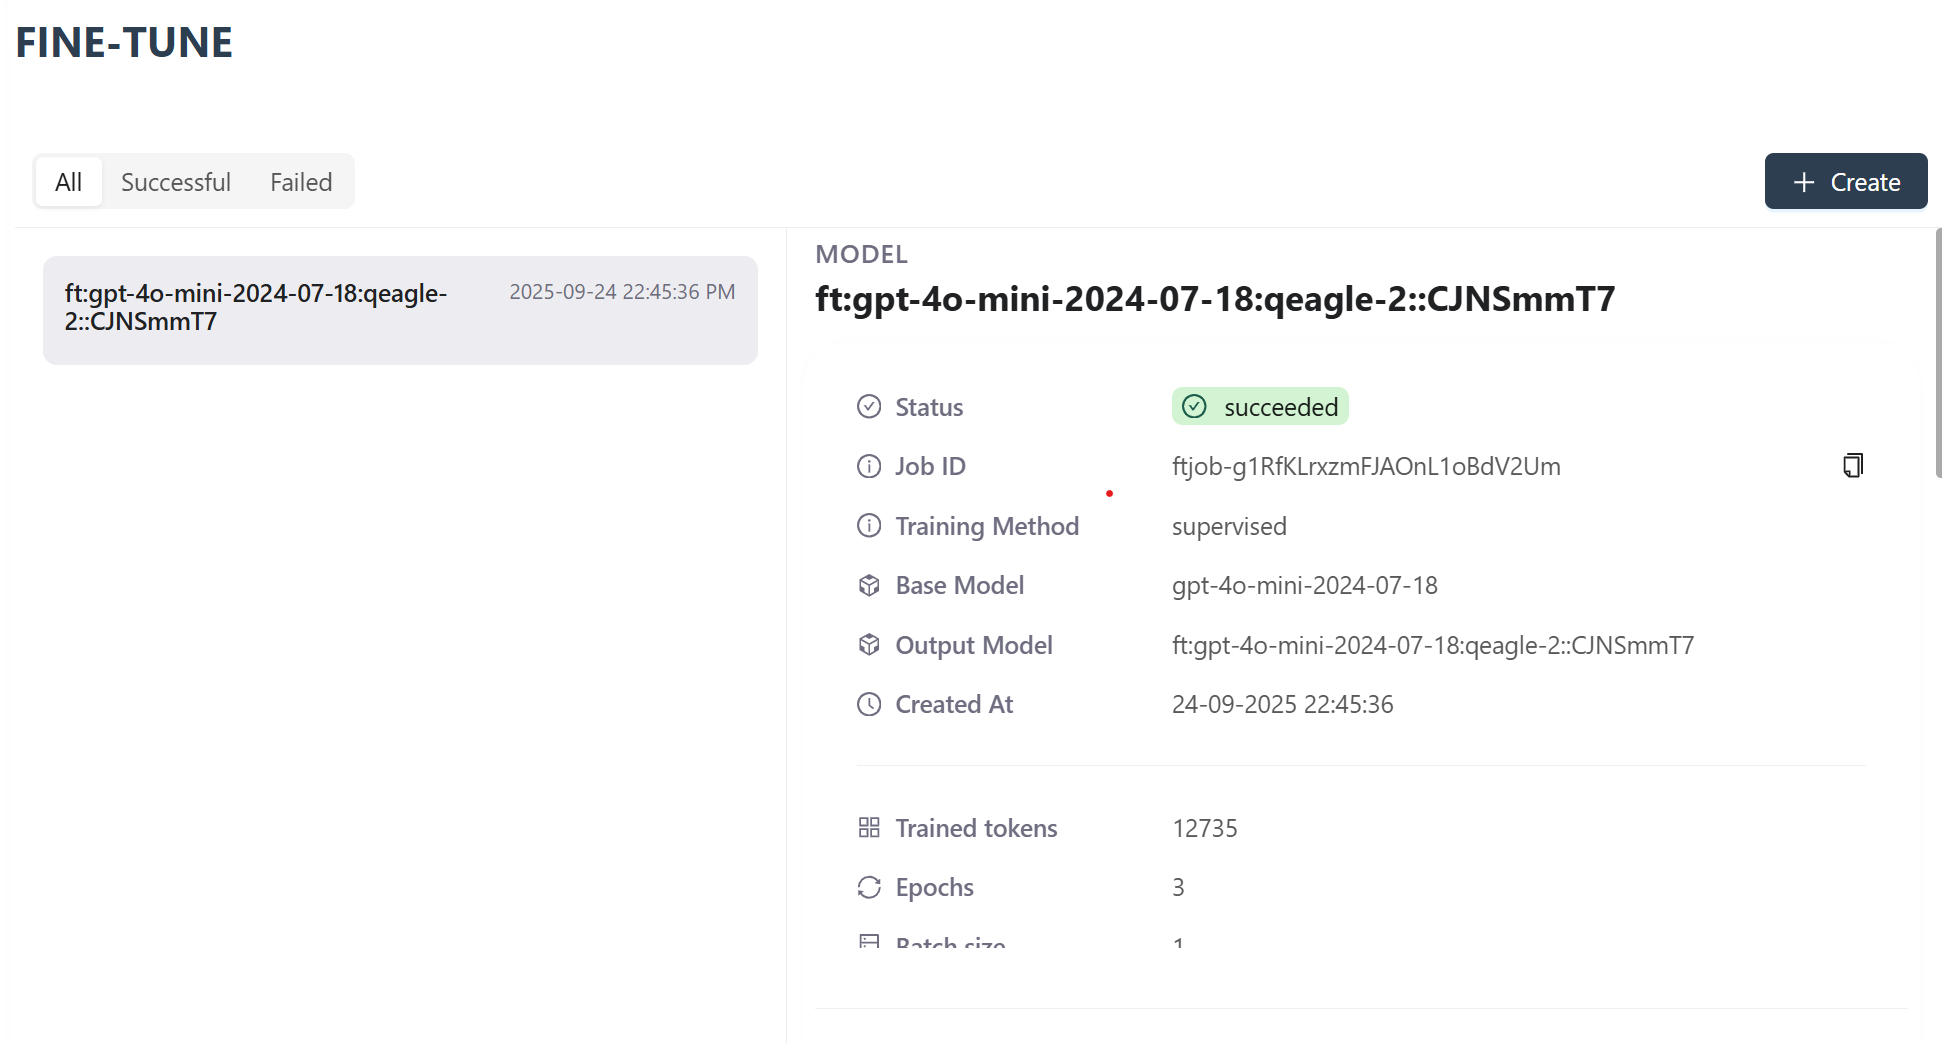 FINE-TUNE
All Successful Failed
Create
ft:gpt-4o-mini-2024-07-18:qeagle-
2::CJNSmmT7
2025-09-24 22:45:36 PM
MODEL
ft:gpt-4o-mini-2024-07-18:qeagle-2::CJNSmmT7
Status succeeded
Job ID ftjob-g1RfKLrxzmFJAOnL1oBdV2Um
Training Method supervised
Base Model gpt-4o-mini-2024-07-18
Output Model ft:gpt-4o-mini-2024-07-18:qeagle-2::CJNSmmT7
Created At 24-09-2025 22:45:36
Trained tokens 12735
Epochs 3
Batch size 1